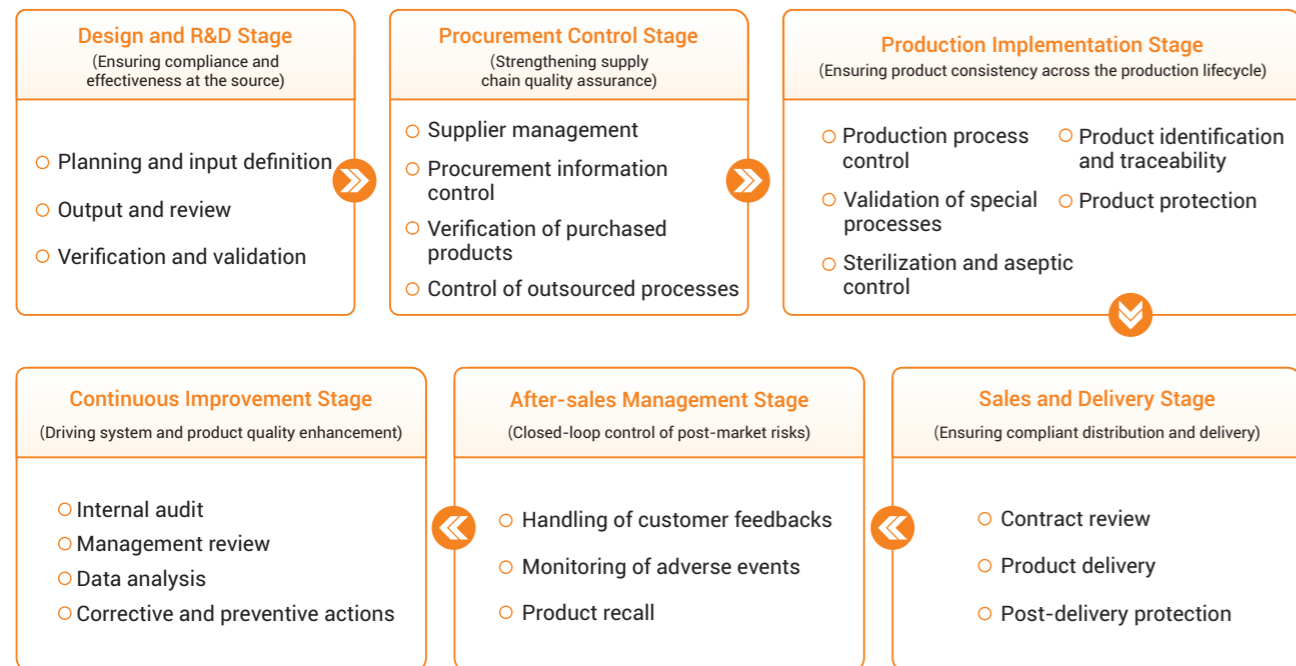 Design and R&D Stage
(Ensuring compliance and
effectiveness at the source)
Planning and input definition
Output and review
Verification and validation
Procurement Control Stage
(Strengthening supply
chain quality assurance)
Supplier management
Procurement information
control
Verification of purchased
products
Control of outsourced processes
Production Implementation Stage
(Ensuring product consistency across the production lifecycle)
Production process
control
Validation of special
processes
Sterilization and aseptic
control
Product identification
and traceability
Product protection
Sales and Delivery Stage
(Ensuring compliant distribution and delivery)
Contract review
Product delivery
Post-delivery protection
After-sales Management Stage
(Closed-loop control of post-market risks)
Handling of customer feedbacks
Monitoring of adverse events
Product recall
Continuous Improvement Stage
(Driving system and product quality enhancement)
Internal audit
Management review
Data analysis
Corrective and preventive actions